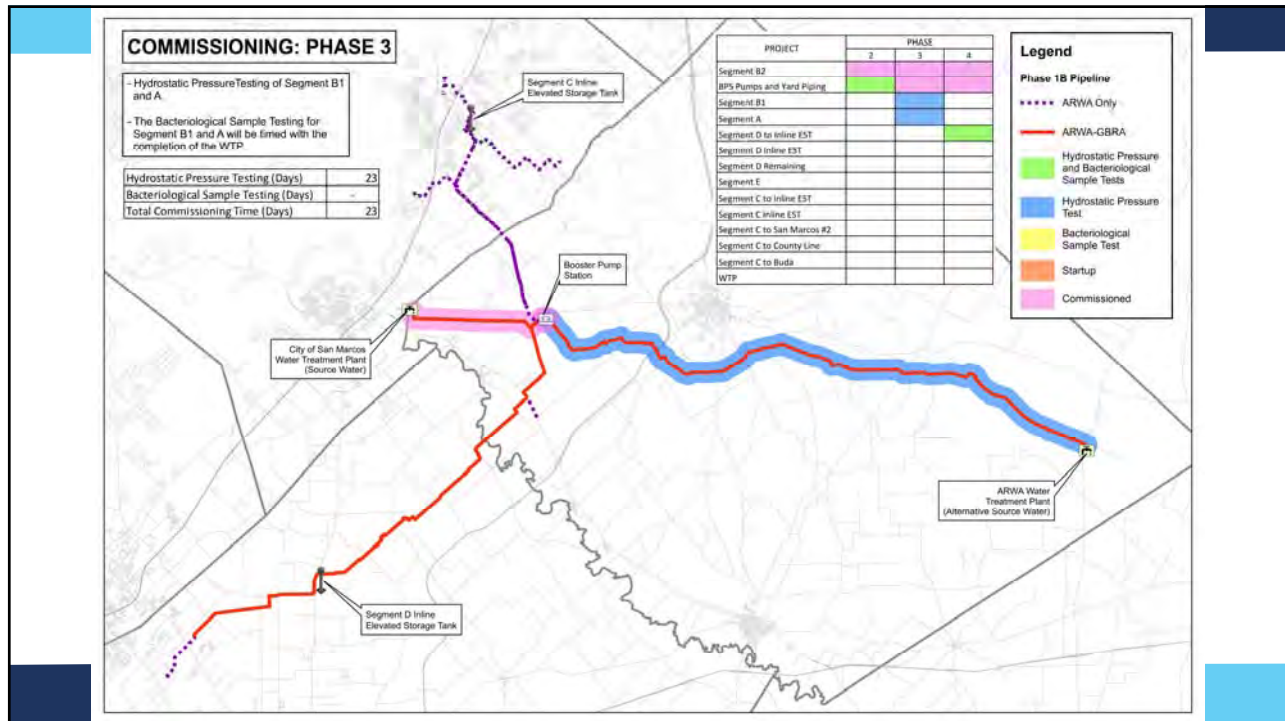 COMMISSIONING: PHASE 3
- Hydrostatic PressureTesting of Segment B1
and A.
- The Bacteriological Sample Testing for
Segment B1 and A will be timed with the
completion of the WTP.
Hydrostatic Pressure Testing (Days) 23
Bacteriological Sample Testing (Days) -
Total Commissioning Time (Days) 23
Segment C Inline
Elevated Storage Tank
Booster Pump
Station
City of San Marcos
Water Treatment Plant
(Source Water)
Segment D Inline
Elevated Storage Tank
ARWA Water
Treatment Plant
(Alternative Source Water)
PROJECT PHASE
2 3 4
Segment B2
BPS Pumps and Yard Piping
Segment B1
Segment A
Segment D to Inline EST
Segment D Inline EST
Segment D Remaining
Segment E
Segment C to Inline EST
Segment C Inline EST
Segment C to San Marcos #2
Segment C to County Line
Segment C to Buda
WTP
Legend
Phase 1B Pipeline
ARWA Only
ARWA-GBRA
Hydrostatic Pressure
and Bacteriological
Sample Tests
Hydrostatic Pressure
Test
Bacteriological
Sample Test
Startup
Commissioned